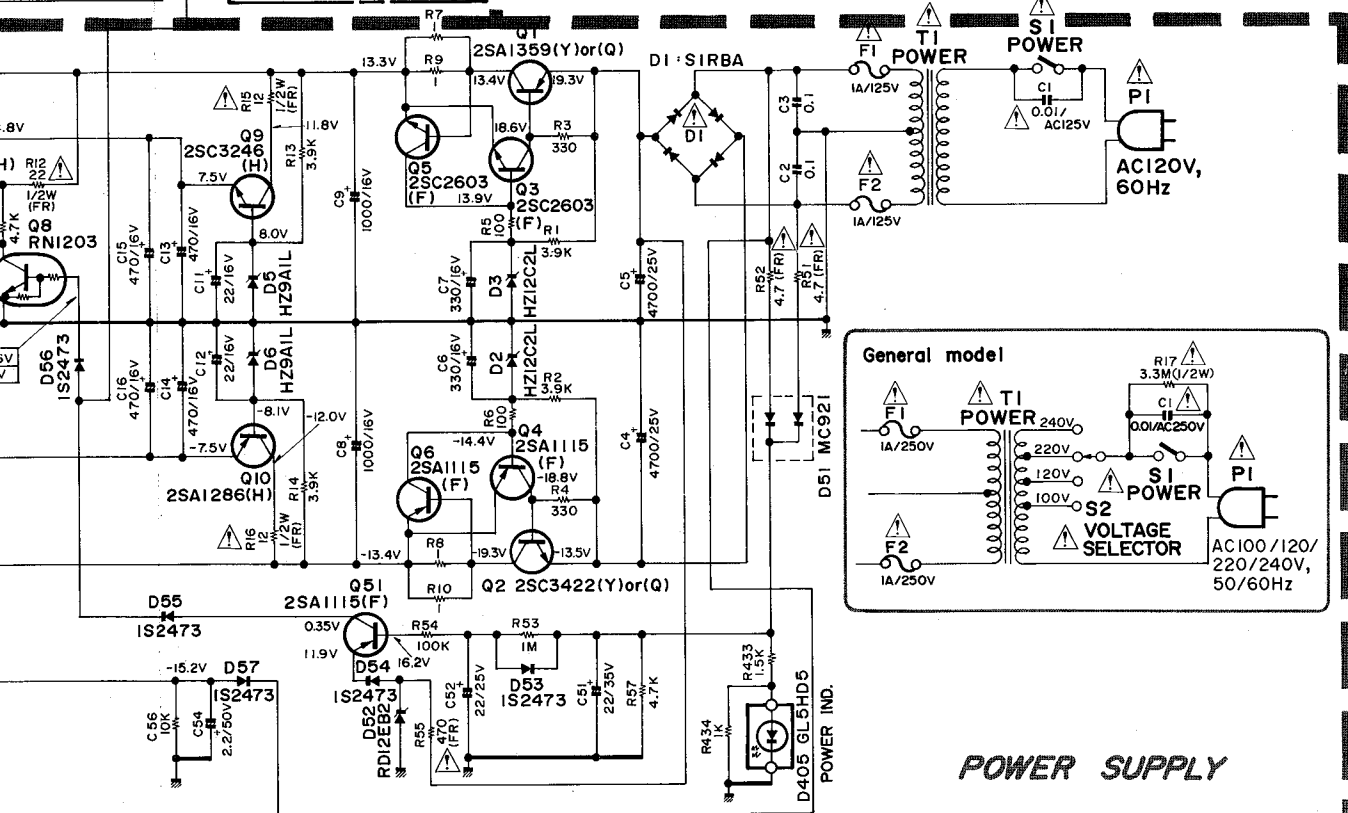 R7
1
R9
1
Q1
2SA1359(Y)or(Q)
13.3V
13.4V
19.3V
D1:S1RBA
D1
F1
1A/125V
T1
POWER
S1
POWER
C1
0.01/
AC125V
P1
AC120V,
60Hz
C3
0.1
C2
0.1
F2
1A/125V
R15
12
1/2W
(FR)
11.8V
Q9
2SC3246
(H)
R13
3.9K
7.5V
8.0V
R12
22
1/2W
(FR)
4.7K
Q8
RN1203
C15
470/16V
C13
470/16V
C11
22/16V
D5
HZ9A1L
C9
1000/16V
Q5
2SC2603
(F)
18.6V
R3
330
Q3
2SC2603
(F)
13.9V
R5
100
R1
3.9K
C7
330/16V
D3
HZ12C2L
C5
4700/25V
R52
4.7 (FR)
R51
4.7 (FR)
D56
1S2473
C16
470/16V
C14
470/16V
C12
22/16V
D6
HZ9A1L
-8.1V
-12.0V
-7.5V
Q10
2SA1286(H)
R14
3.9K
R16
12
1/2W
(FR)
C8
1000/16V
C6
330/16V
D2
HZ12C2L
R2
3.9K
R6
100
-14.4V
Q4
2SA1115
(F)
Q6
2SA1115
(F)
-18.8V
R4
330
C4
4700/25V
D51 MC921
-13.4V
R8
1
R10
1
-19.3V
-13.5V
Q2 2SC3422(Y)or(Q)
General model
F1
1A/250V
T1
POWER
240V
220V
120V
100V
S2
VOLTAGE
SELECTOR
R17
3.3M(1/2W)
C1
0.01/AC250V
S1
POWER
P1
AC100/120/
220/240V,
50/60Hz
F2
1A/250V
D55
1S2473
Q51
2SA1115(F)
0.35V
11.9V
16.2V
R54
100K
R53
1M
D53
1S2473
D54
1S2473
D52
RD12EB2
R55
470
(FR)
C52
22/25V
C51
22/35V
R57
4.7K
R433
1.5K
R434
1K
D405 GL5HD5
POWER IND.
-15.2V
D57
1S2473
C56
10K
C54
2.2/50V
POWER SUPPLY